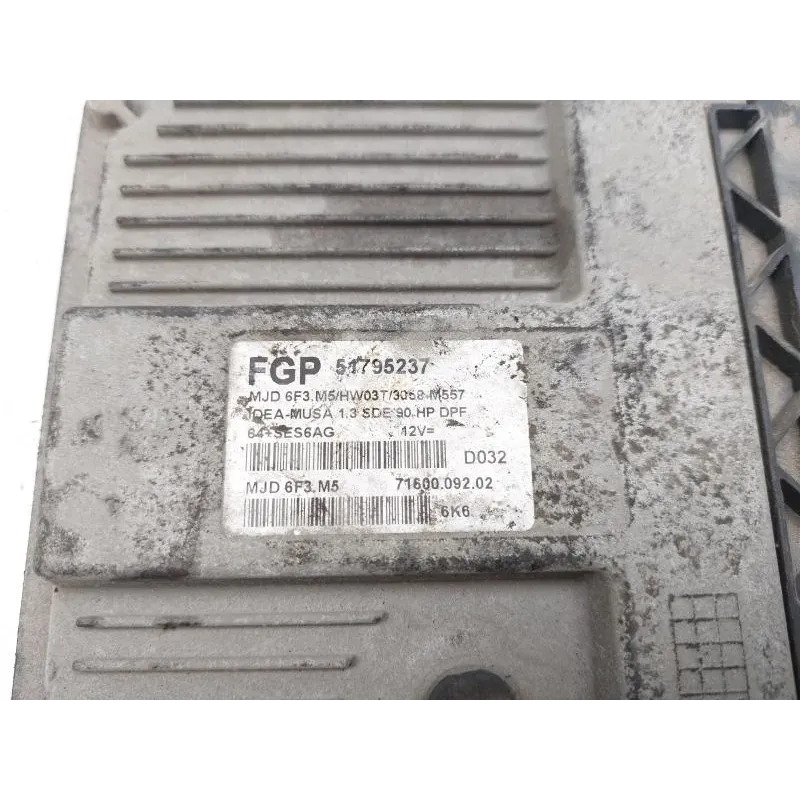 FGP 51795237
MJD 6F3.M5/HW03T/3058-M557
IDEA-MUSA 1.3 SDE 90 HP DPF
64+SES6AG 12V=
D032
MJD 6F3.M5 71600.092.02
6K6